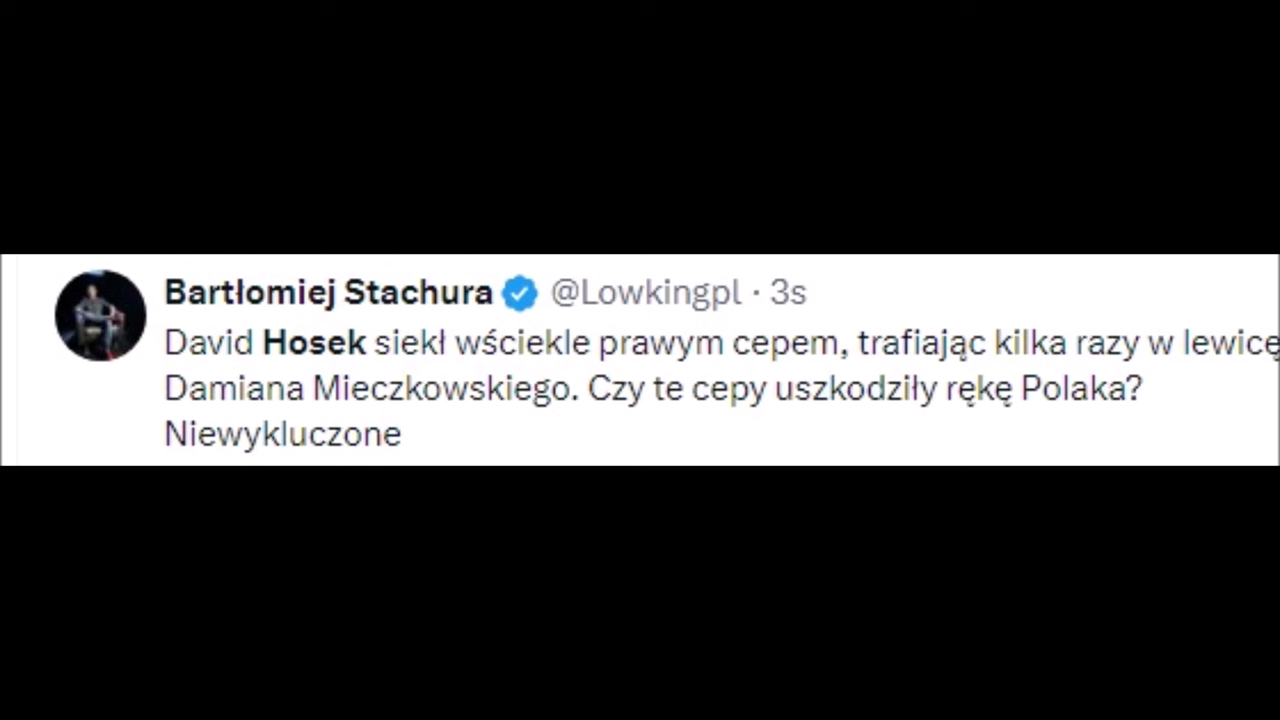 Bartłomiej Stachura @Lowkingpl · 3s
David Hosek siekł wściekle prawym cepem, trafiając kilka razy w lewicę
Damiana Mieczkowskiego. Czy te cepy uszkodziły rękę Polaka?
Niewykluczone